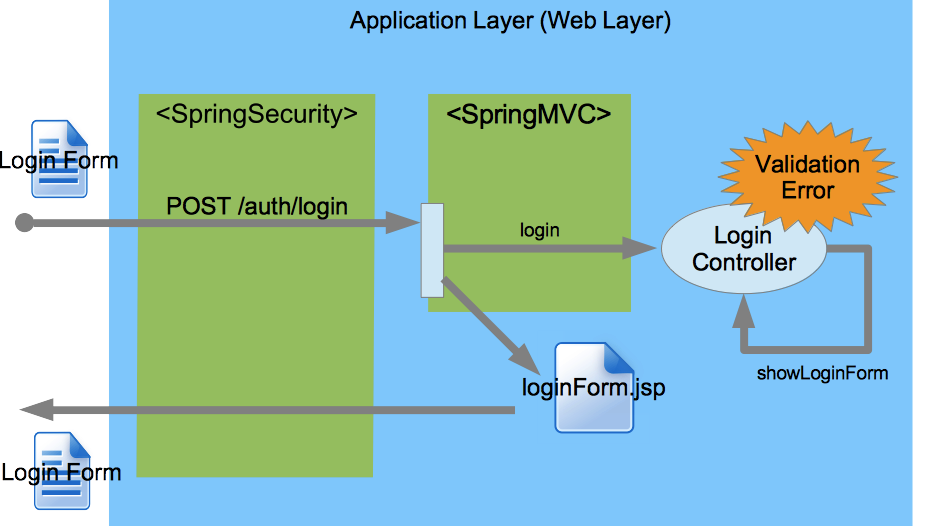 Application Layer (Web Layer)
<SpringSecurity>
<SpringMVC>
Login Form
Validation
Error
POST /auth/login
login
Login
Controller
showLoginForm
loginForm.jsp
Login Form